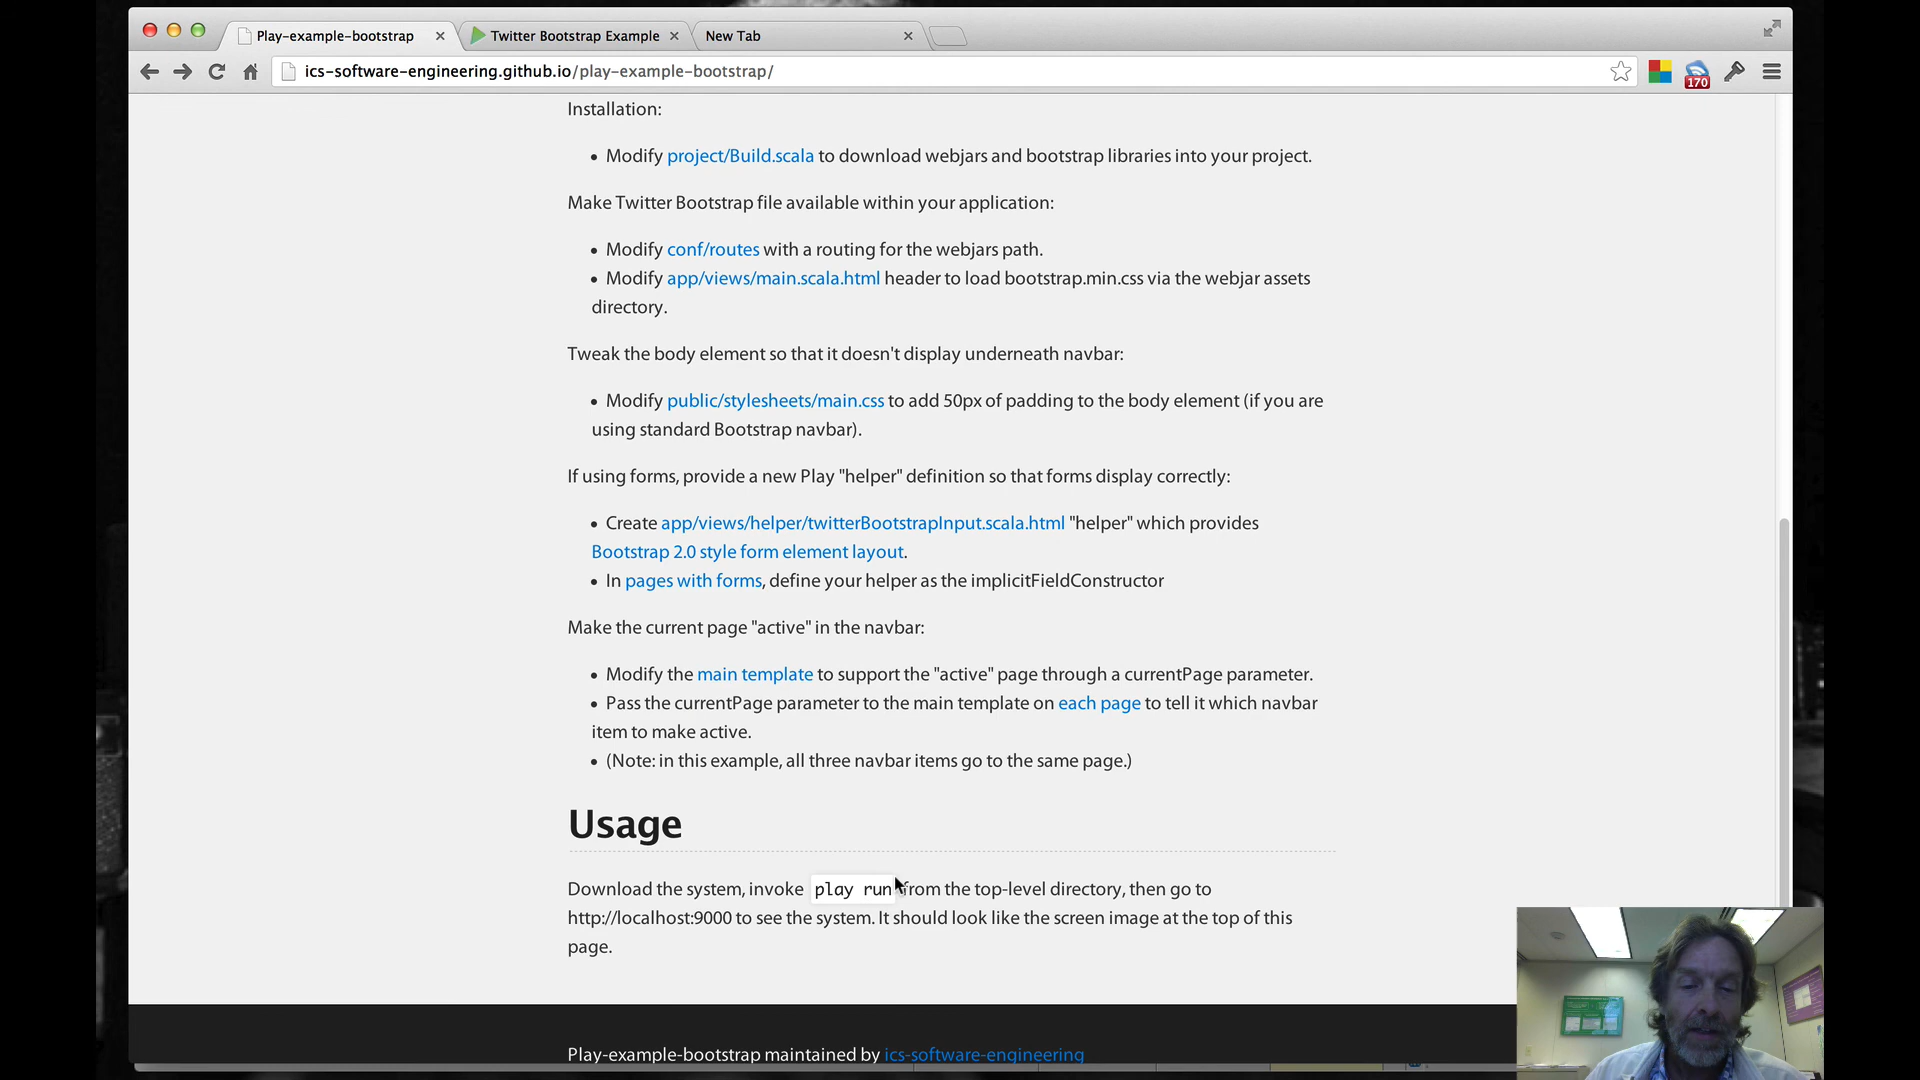 Play-example-bootstrap
Twitter Bootstrap Example
New Tab
ics-software-engineering.github.io/play-example-bootstrap/
170
Installation:
• Modify project/Build.scala to download webjars and bootstrap libraries into your project.
Make Twitter Bootstrap file available within your application:
• Modify conf/routes with a routing for the webjars path.
• Modify app/views/main.scala.html header to load bootstrap.min.css via the webjar assets
directory.
Tweak the body element so that it doesn't display underneath navbar:
• Modify public/stylesheets/main.css to add 50px of padding to the body element (if you are
using standard Bootstrap navbar).
If using forms, provide a new Play "helper" definition so that forms display correctly:
• Create app/views/helper/twitterBootstrapInput.scala.html "helper" which provides
Bootstrap 2.0 style form element layout.
• In pages with forms, define your helper as the implicitFieldConstructor
Make the current page "active" in the navbar:
• Modify the main template to support the "active" page through a currentPage parameter.
• Pass the currentPage parameter to the main template on each page to tell it which navbar
item to make active.
• (Note: in this example, all three navbar items go to the same page.)
Usage
Download the system, invoke play run from the top-level directory, then go to
http://localhost:9000 to see the system. It should look like the screen image at the top of this
page.
Play-example-bootstrap maintained by ics-software-engineering